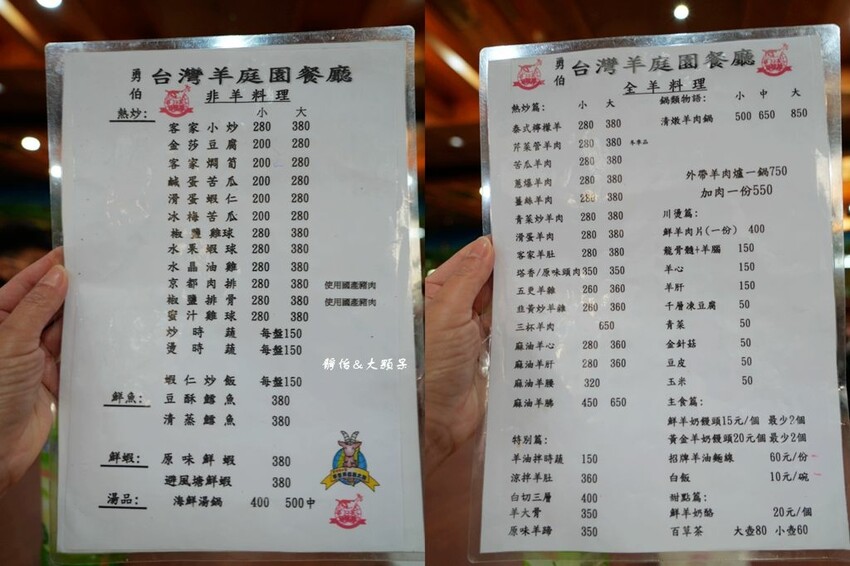 勇伯 台灣羊庭園餐廳
非羊料理
熱炒: 小 大
客家小炒 280 380
金莎豆腐 200 280
客家燜筍 200 280
鹹蛋苦瓜 200 280
滑蛋蝦仁 200 280
冰梅苦瓜 200 280
椒鹽雞球 280 380
水果蝦球 280 380
水晶油雞 280 380
京都肉排 280 380 使用國產豬肉
椒鹽排骨 280 380 使用國產豬肉
蜜汁雞球 280 380
炒時蔬 每盤150
燙時蔬 每盤150
蝦仁炒飯 每盤150
鮮魚: 豆酥鱈魚 380
清蒸鱈魚 380
鮮蝦: 原味鮮蝦 380
避風塘鮮蝦 380
湯品: 海鮮湯鍋 400 500中
勇伯 台灣羊庭園餐廳
全羊料理
熱炒篇: 小 大
泰式檸檬羊 280 380
芹菜管羊肉 280 380 冬季品
苦瓜羊肉 280 380
蔥爆羊肉 280 380
薑絲羊肉 280 380
青菜炒羊肉 280 380
滑蛋羊肉 280 380
客家羊肚 280 380
塔香/原味頭肉 350 350
五更羊雜 260 360
韭黃炒羊雜 260 360
三杯羊肉 650
麻油羊心 280 360
麻油羊肝 280 360
麻油羊腰 320
麻油羊腩 450 650
特別篇:
羊油拌時蔬 150
涼拌羊肚 360
白切三層 400
羊大骨 350
原味羊蹄 350
鍋類物語: 小 中 大
清燉羊肉鍋 500 650 850
外帶羊肉爐一鍋750
加肉一份550
川燙篇:
鮮羊肉片(一份) 400
龍骨髓+羊腦 150
羊心 150
羊肝 150
千層凍豆腐 50
青菜 50
金針菇 50
豆皮 50
玉米 50
主食篇:
鮮羊奶饅頭15元/個 最少2個
黃金羊奶饅頭20元個 最少2個
招牌羊油麵線 60元/份
白飯 10元/碗
甜點篇:
鮮羊奶酪 20元/個
百草茶 大壺80 小壺60